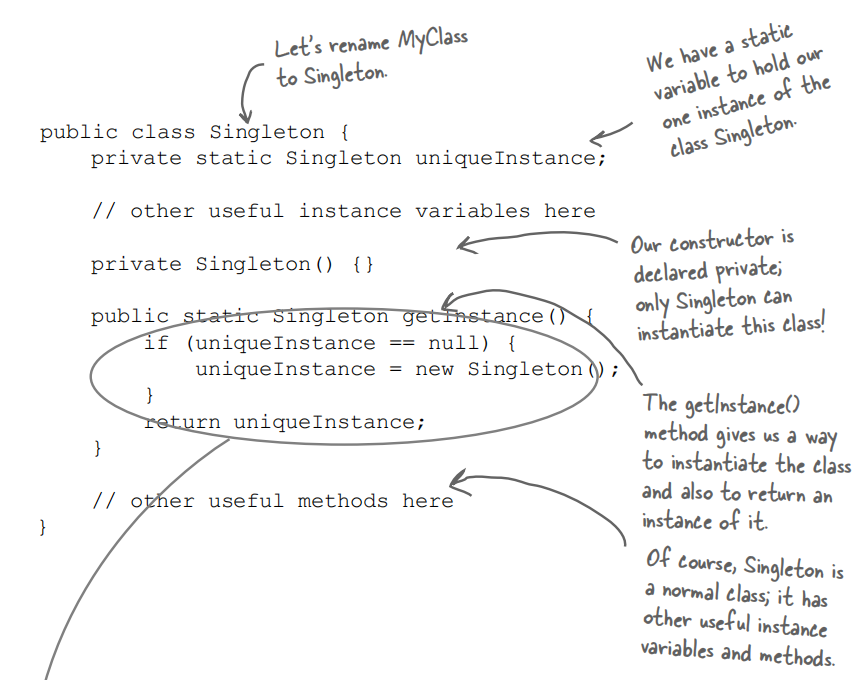 Let's rename MyClass
to Singleton.
We have a static
variable to hold our
one instance of the
class Singleton.
public class Singleton {
private static Singleton uniqueInstance;
// other useful instance variables here
private Singleton() {}
Our constructor is
declared private;
only Singleton can
instantiate this class!
public static Singleton getInstance() {
if (uniqueInstance == null) {
uniqueInstance = new Singleton();
}
return uniqueInstance;
}
The getInstance()
method gives us a way
to instantiate the class
and also to return an
instance of it.
// other useful methods here
}
Of course, Singleton is
a normal class; it has
other useful instance
variables and methods.